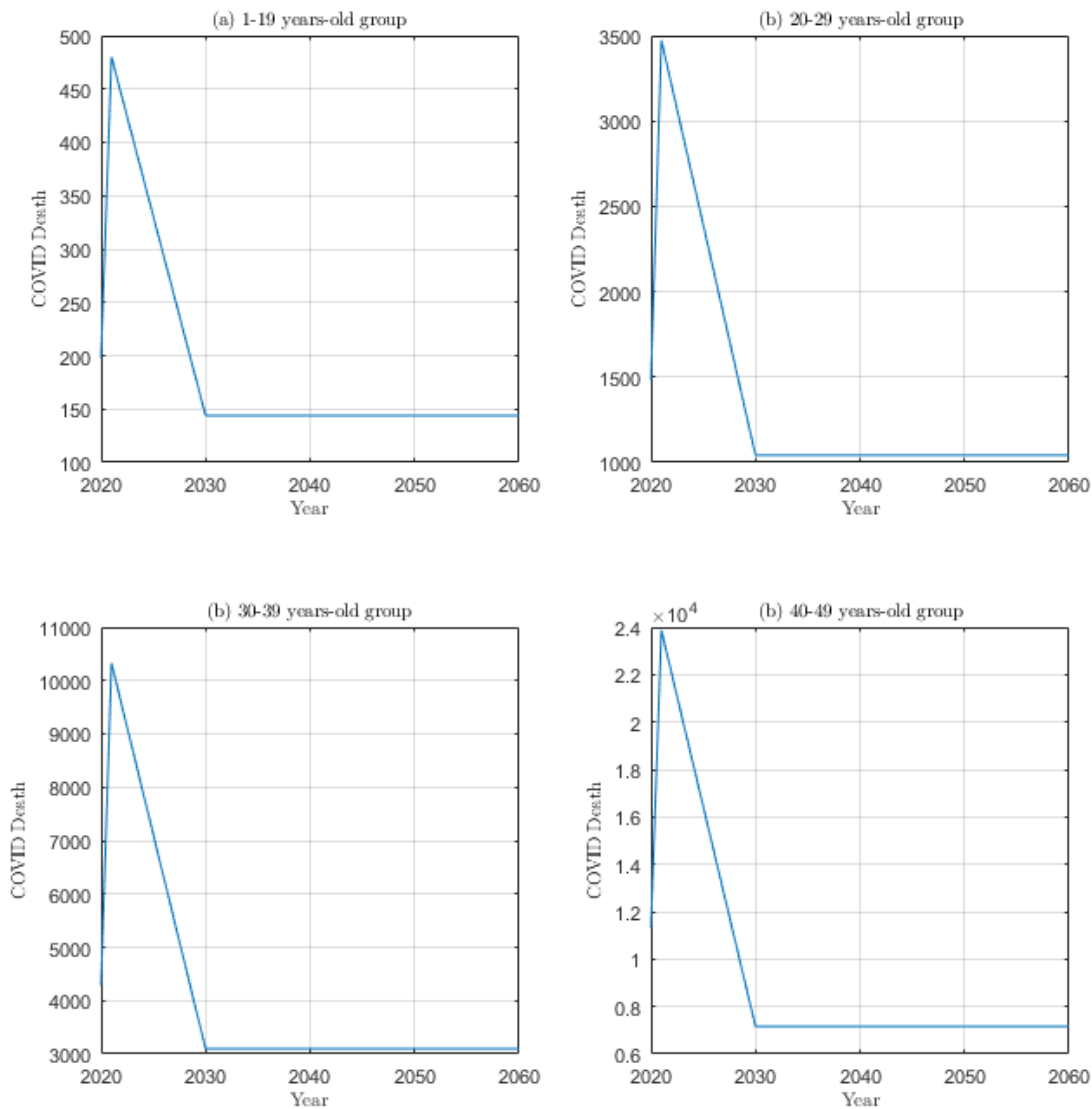 (a) 1-19 years-old group
500
450
400
350
300
250
200
150
100
COVID Death
2020 2030 2040 2050 2060
Year
(b) 20-29 years-old group
3500
3000
2500
2000
1500
1000
COVID Death
2020 2030 2040 2050 2060
Year
(b) 30-39 years-old group
11000
10000
9000
8000
7000
6000
5000
4000
3000
COVID Death
2020 2030 2040 2050 2060
Year
(b) 40-49 years-old group
×10⁴
2.4
2.2
2
1.8
1.6
1.4
1.2
1
0.8
0.6
COVID Death
2020 2030 2040 2050 2060
Year